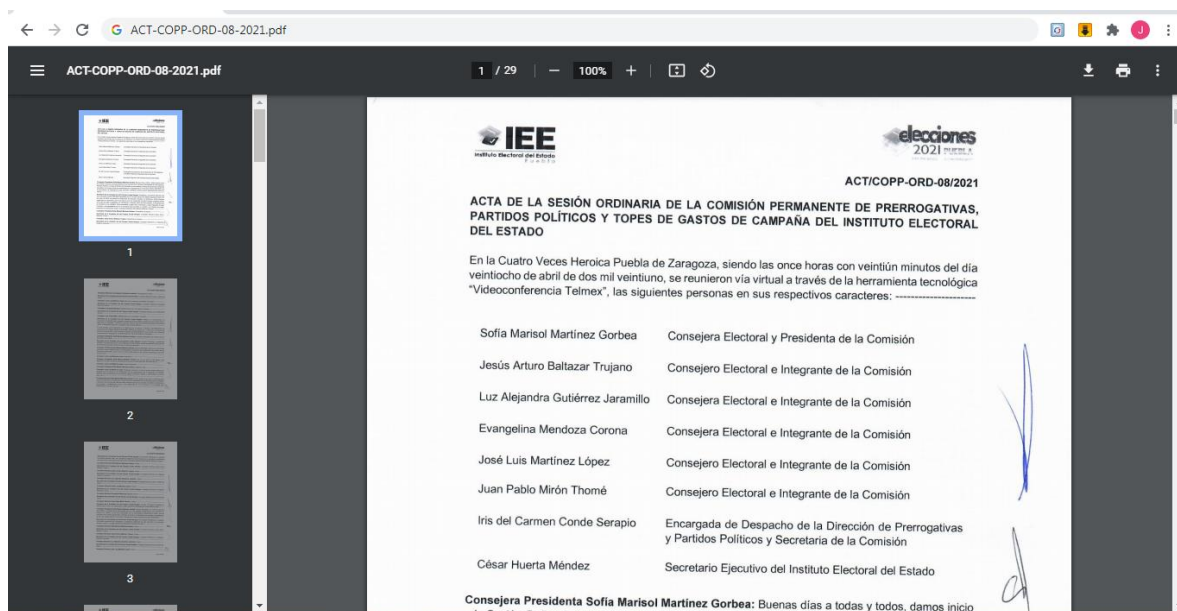 ACT-COPP-ORD-08-2021.pdf
J
ACT-COPP-ORD-08-2021.pdf
1 / 29
100%
1
2
3
IEE
Instituto Electoral del Estado
Puebla
elecciones
2021
ACT/COPP-ORD-08/2021
ACTA DE LA SESIÓN ORDINARIA DE LA COMISIÓN PERMANENTE DE PRERROGATIVAS,
PARTIDOS POLÍTICOS Y TOPES DE GASTOS DE CAMPAÑA DEL INSTITUTO ELECTORAL
DEL ESTADO
En la Cuatro Veces Heroica Puebla de Zaragoza, siendo las once horas con veintiún minutos del día
veintiocho de abril de dos mil veintiuno, se reunieron vía virtual a través de la herramienta tecnológica
“Videoconferencia Telmex”, las siguientes personas en sus respectivos caracteres: --------------------
Sofía Marisol Martínez Gorbea Consejera Electoral y Presidenta de la Comisión
Jesús Arturo Baltazar Trujano Consejero Electoral e Integrante de la Comisión
Luz Alejandra Gutiérrez Jaramillo Consejera Electoral e Integrante de la Comisión
Evangelina Mendoza Corona Consejera Electoral e Integrante de la Comisión
José Luis Martínez López Consejero Electoral e Integrante de la Comisión
Juan Pablo Mirón Thomé Consejero Electoral e Integrante de la Comisión
Iris del Carmen Conde Serapio Encargada de Despacho de la Dirección de Prerrogativas
y Partidos Políticos y Secretaria de la Comisión
César Huerta Méndez Secretario Ejecutivo del Instituto Electoral del Estado
Consejera Presidenta Sofía Marisol Martínez Gorbea: Buenas días a todas y todos, damos inicio